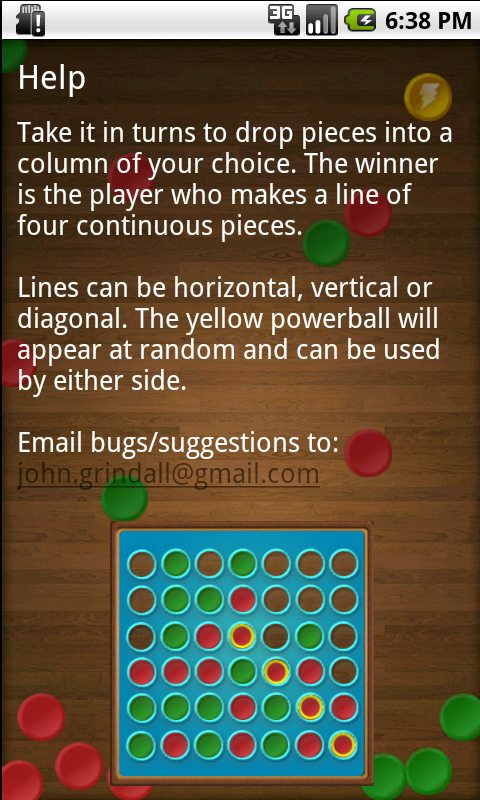 3G 6:38 PM
Help
Take it in turns to drop pieces into a
column of your choice. The winner
is the player who makes a line of
four continuous pieces.
Lines can be horizontal, vertical or
diagonal. The yellow powerball will
appear at random and can be used
by either side.
Email bugs/suggestions to:
john.grindall@gmail.com